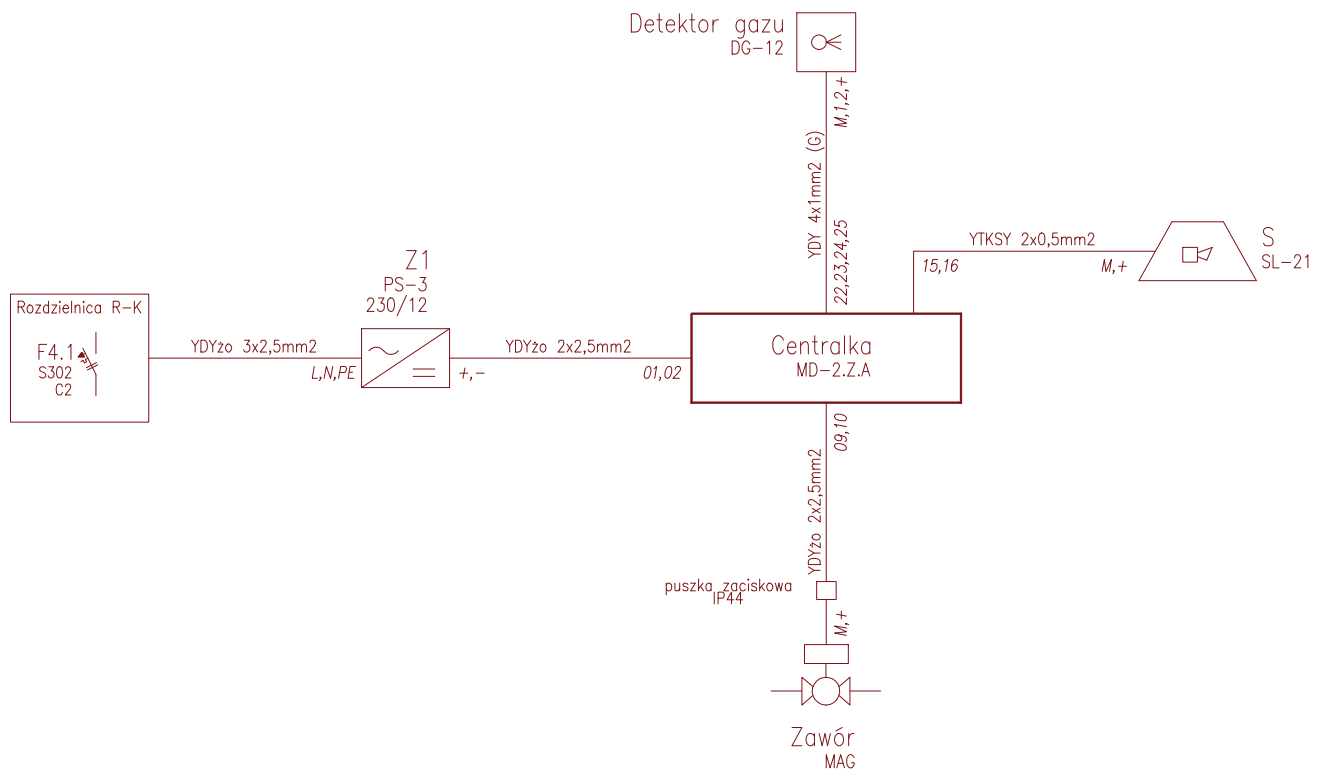 Detektor gazu
DG-12
M,1,2,+
YDY 4x1mm2 (G)
22,23,24,25
YTKSY 2x0,5mm2
15,16
M,+
S
SL-21
Z1
PS-3
230/12
Rozdzielnica R-K
F4.1
S302
C2
YDYżo 3x2,5mm2
L,N,PE
+,-
YDYżo 2x2,5mm2
01,02
Centralka
MD-2.Z.A
09,10
YDYżo 2x2,5mm2
puszka zaciskowa
IP44
M,+
Zawór
MAG